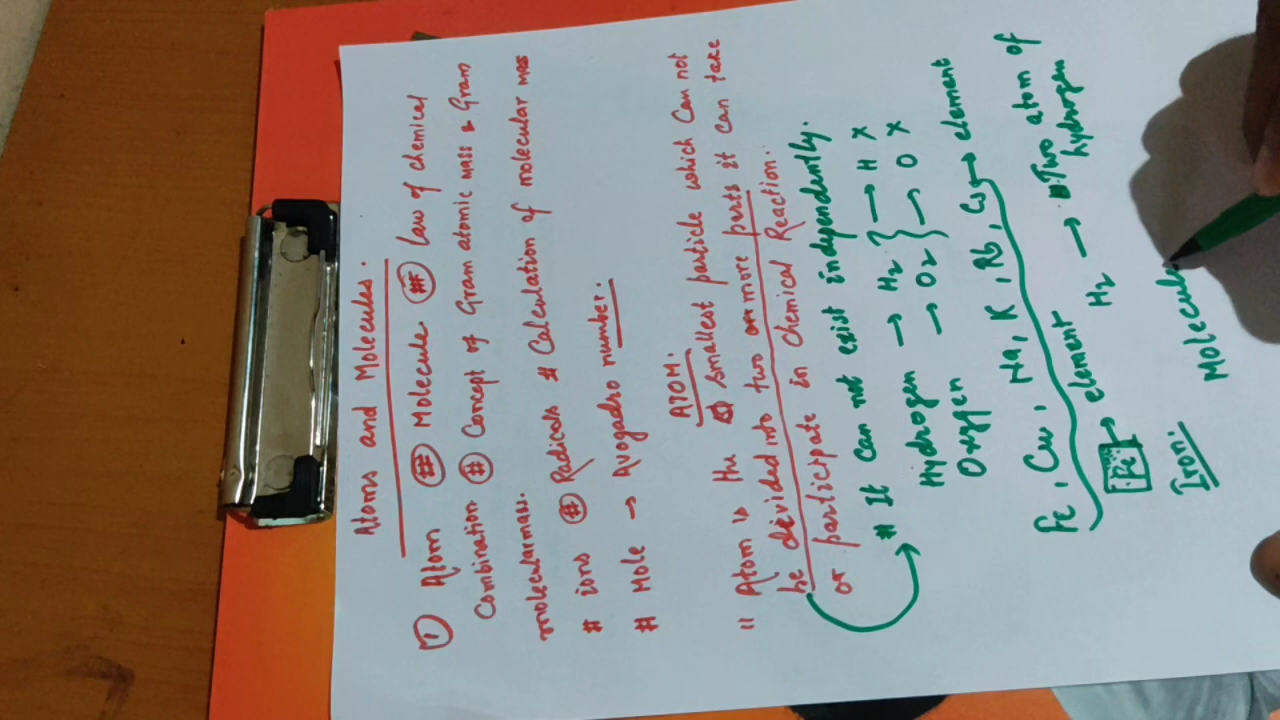 Atoms and Molecules.
① Atom # Molecule # Law of chemical
Combination # Concept of Gram atomic mass & Gram
molecularmass.
# ions # Radicals # Calculation of molecular mass
# Mole → Avogadro number.
ATOM.
" Atom is the smallest particle which Can not
be devided into two or more parts it can take
or participate in Chemical Reaction.
# It can not exist independently.
Hydrogen → H₂ } → H X
Oxygen → O₂ } → O X
Fe, Cu, Na, K, Rb, Cs → element
Fe → element H₂ → Two atom of
hydrogen
Iron. Molecule